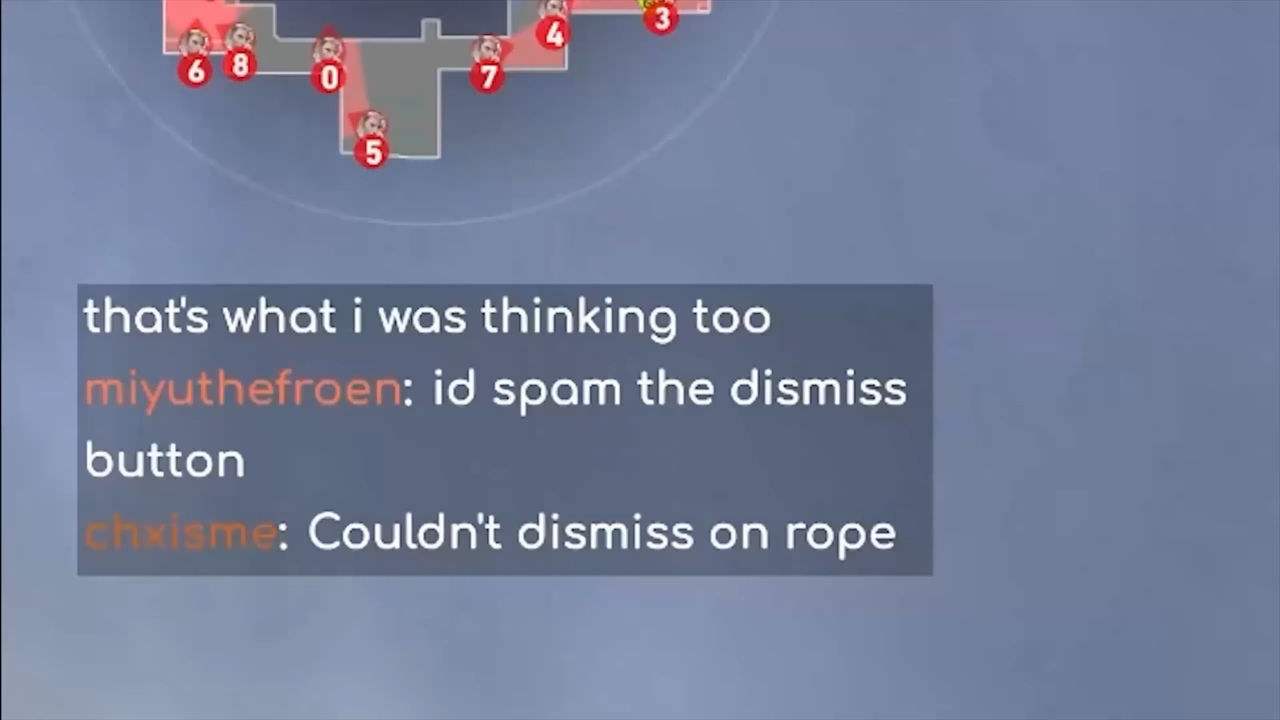 4
3
6
8
0
7
5
that's what i was thinking too
miyuthefroen: id spam the dismiss
button
chxisme: Couldn't dismiss on rope